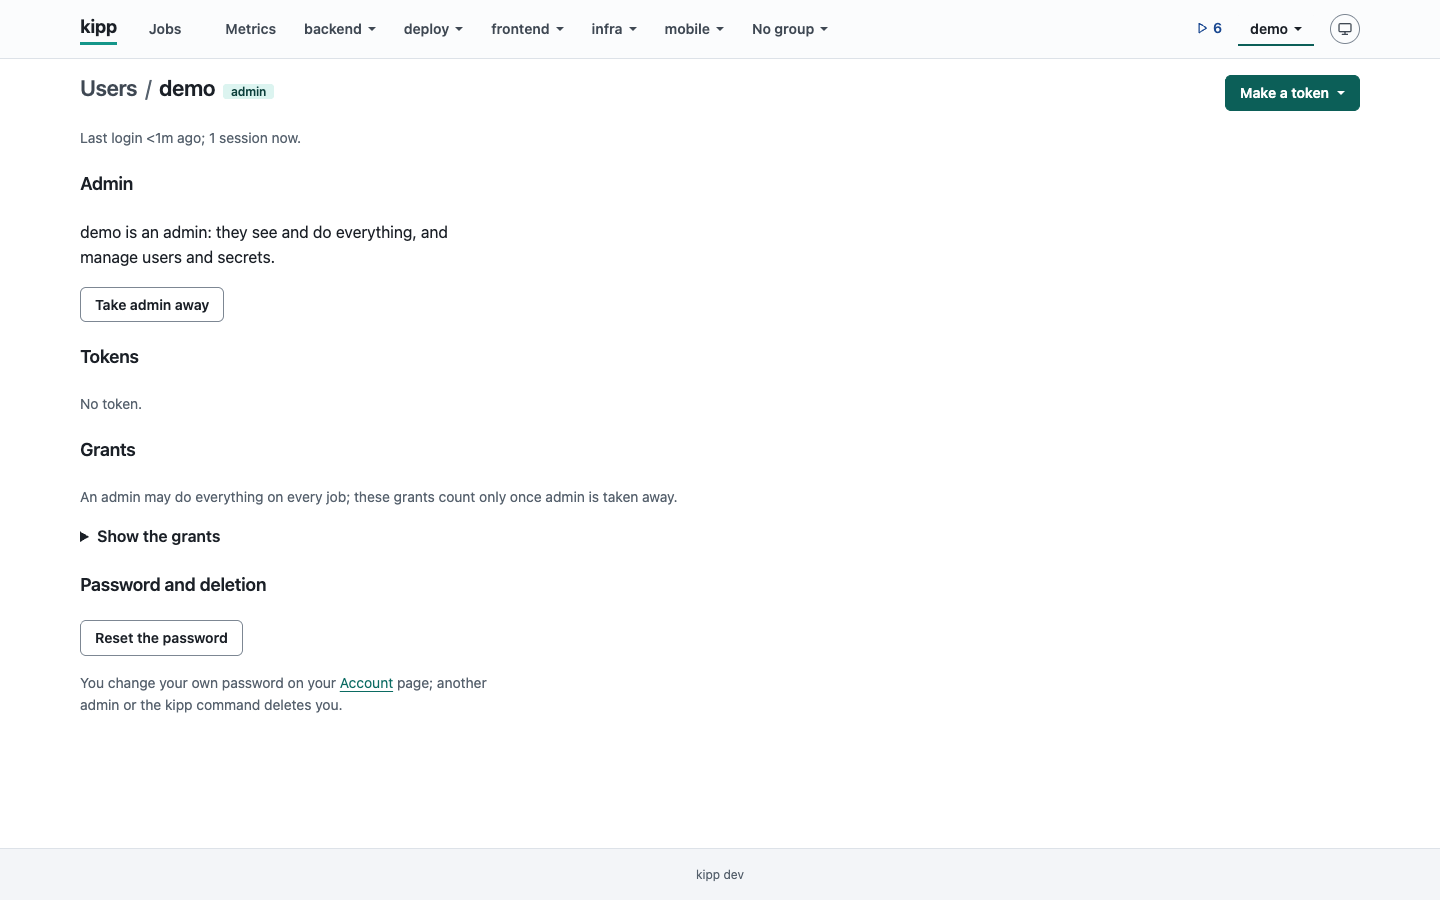 kipp Jobs Metrics backend deploy frontend infra mobile No group 6 demo
Users / demo admin
Make a token
Last login <1m ago; 1 session now.
Admin
demo is an admin: they see and do everything, and
manage users and secrets.
Take admin away
Tokens
No token.
Grants
An admin may do everything on every job; these grants count only once admin is taken away.
Show the grants
Password and deletion
Reset the password
You change your own password on your Account page; another
admin or the kipp command deletes you.
kipp dev